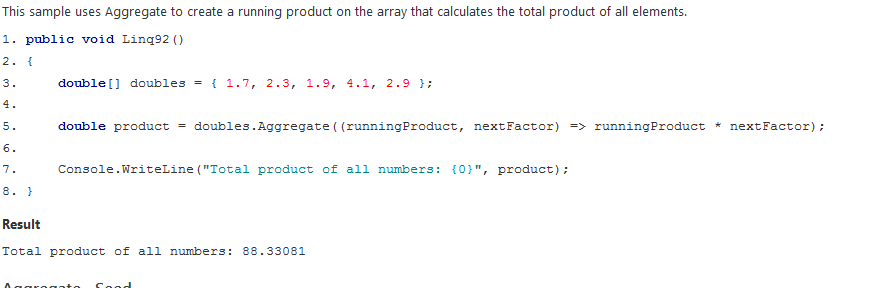 This sample uses Aggregate to create a running product on the array that calculates the total product of all elements.
1. public void Linq92()
2. {
3.     double[] doubles = { 1.7, 2.3, 1.9, 4.1, 2.9 };
4.
5.     double product = doubles.Aggregate((runningProduct, nextFactor) => runningProduct * nextFactor);
6.
7.     Console.WriteLine("Total product of all numbers: {0}", product);
8. }
Result
Total product of all numbers: 88.33081
Aggregate - Seed